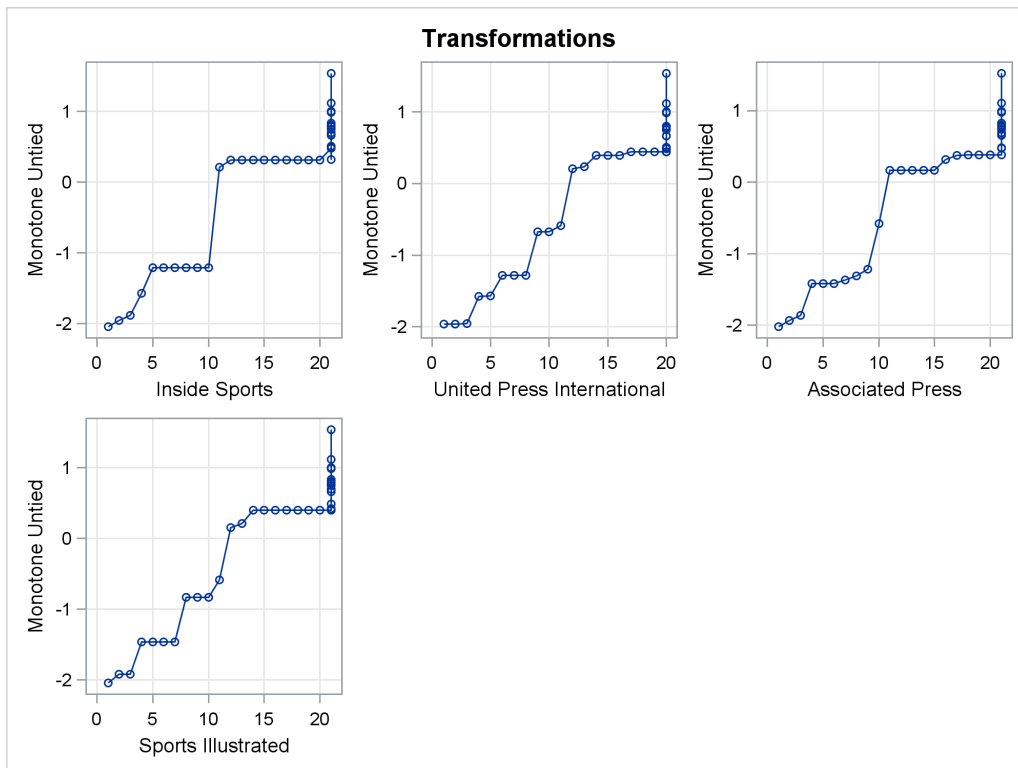 Transformations
Monotone Untied
1
0
-1
-2
0 5 10 15 20
Inside Sports
Monotone Untied
1
0
-1
-2
0 5 10 15 20
United Press International
Monotone Untied
1
0
-1
-2
0 5 10 15 20
Associated Press
Monotone Untied
1
0
-1
-2
0 5 10 15 20
Sports Illustrated